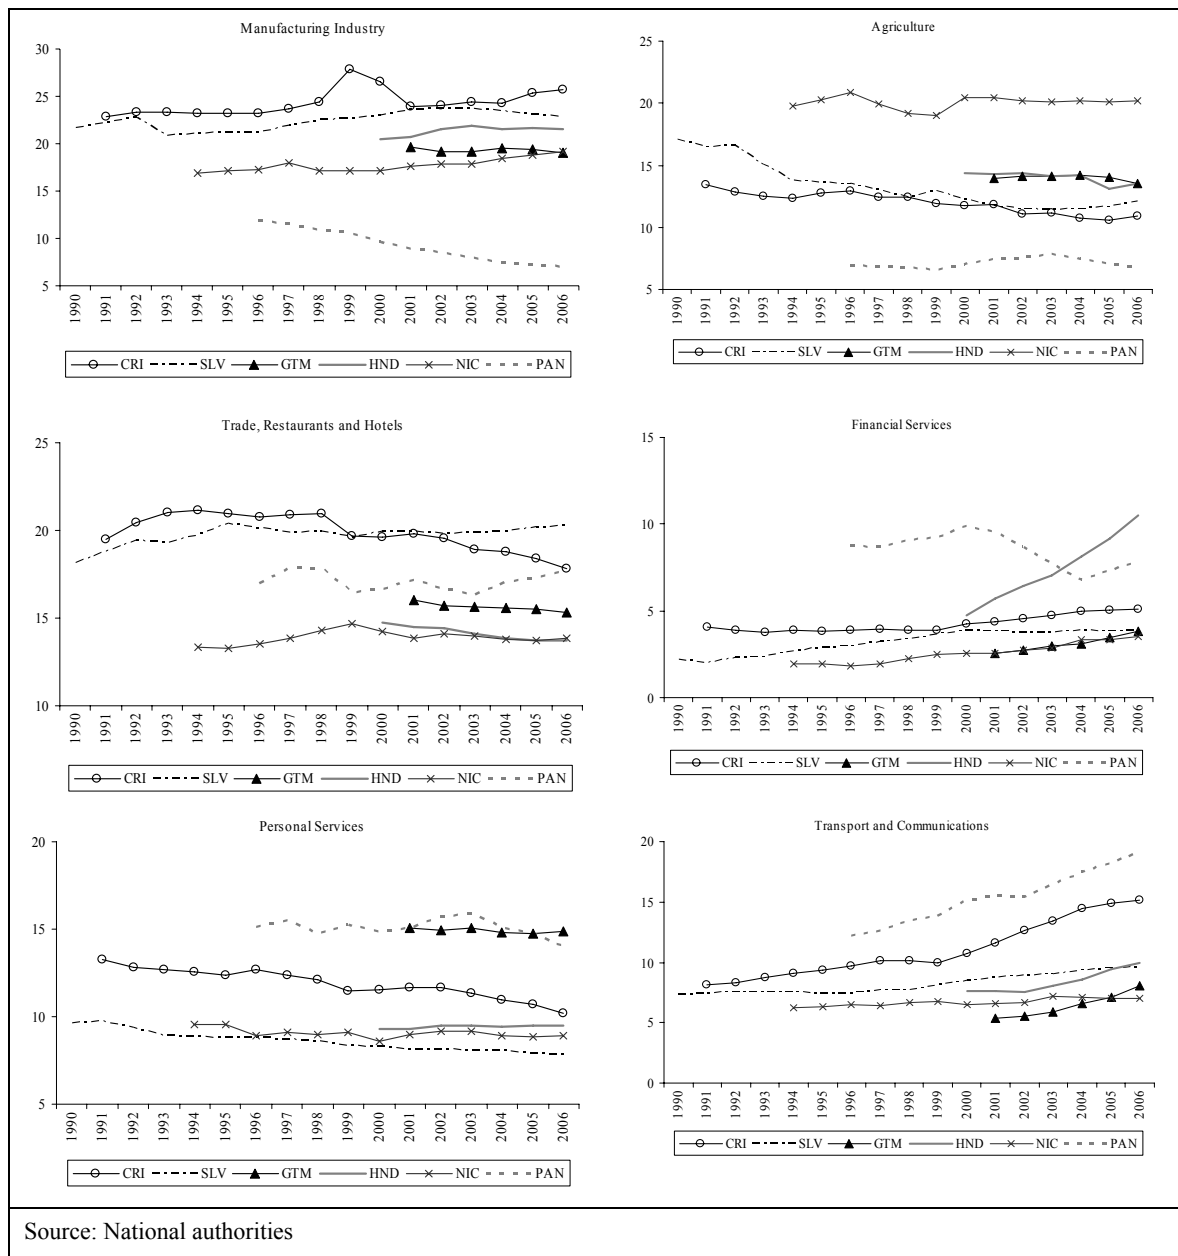 Manufacturing Industry
30
25
20
15
10
5
1990 1991 1992 1993 1994 1995 1996 1997 1998 1999 2000 2001 2002 2003 2004 2005 2006
CRI SLV GTM HND NIC PAN
Agriculture
25
20
15
10
5
1990 1991 1992 1993 1994 1995 1996 1997 1998 1999 2000 2001 2002 2003 2004 2005 2006
CRI SLV GTM HND NIC PAN
Trade, Restaurants and Hotels
25
20
15
10
1990 1991 1992 1993 1994 1995 1996 1997 1998 1999 2000 2001 2002 2003 2004 2005 2006
CRI SLV GTM HND NIC PAN
Financial Services
15
10
5
0
1990 1991 1992 1993 1994 1995 1996 1997 1998 1999 2000 2001 2002 2003 2004 2005 2006
CRI SLV GTM HND NIC PAN
Personal Services
20
15
10
5
1990 1991 1992 1993 1994 1995 1996 1997 1998 1999 2000 2001 2002 2003 2004 2005 2006
CRI SLV GTM HND NIC PAN
Transport and Communications
20
15
10
5
0
1990 1991 1992 1993 1994 1995 1996 1997 1998 1999 2000 2001 2002 2003 2004 2005 2006
CRI SLV GTM HND NIC PAN
Source: National authorities